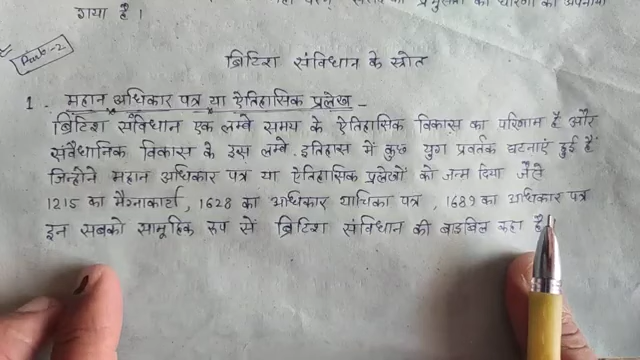 गया है ।
Part-2
ब्रिटिश संविधान के स्रोत
1. महान अधिकार पत्र या ऐतिहासिक प्रलेख -
ब्रिटिश संविधान एक लम्बे समय के ऐतिहासिक विकास का परिणाम है और
संवैधानिक विकास के इस लम्बे इतिहास में कुछ युग प्रवर्तक घटनाएं हुई हैं
जिन्होने महान अधिकार पत्र या ऐतिहासिक प्रलेखों को जन्म दिया जैसे
1215 का मैग्नाकार्टा, 1628 का अधिकार याचिका पत्र, 1689 का अधिकार पत्र
इन सबको सामूहिक रूप सें ब्रिटिश संविधान की बाइबिल कहा है